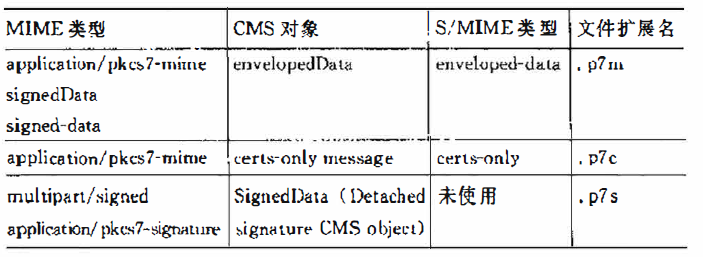 MIME 类型 CMS 对象 S/MIME 类型 文件扩展名
application/pkcs7-mime envelopedData enveloped-data .p7m
signedData
signed-data
application/pkcs7-mime certs-only message certs-only .p7c
multipart/signed SignedData（Detached 未使用 .p7s
application/pkcs7-signature signature CMS object)